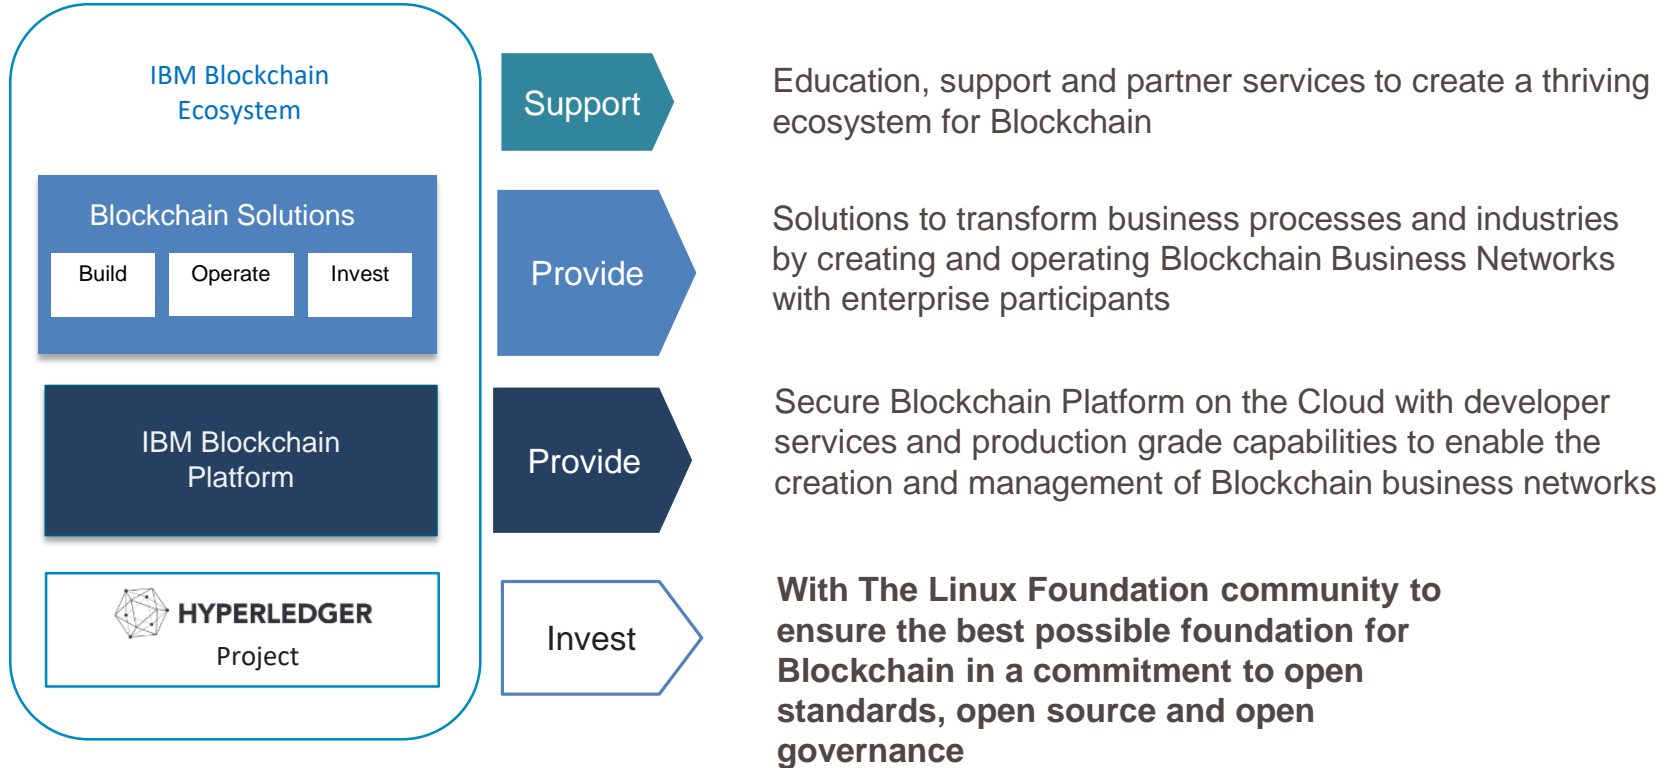 IBM Blockchain
Ecosystem
Support
Education, support and partner services to create a thriving
ecosystem for Blockchain
Blockchain Solutions
Build
Operate
Invest
Provide
Solutions to transform business processes and industries
by creating and operating Blockchain Business Networks
with enterprise participants
IBM Blockchain
Platform
Provide
Secure Blockchain Platform on the Cloud with developer
services and production grade capabilities to enable the
creation and management of Blockchain business networks
HYPERLEDGER
Project
Invest
With The Linux Foundation community to
ensure the best possible foundation for
Blockchain in a commitment to open
standards, open source and open
governance